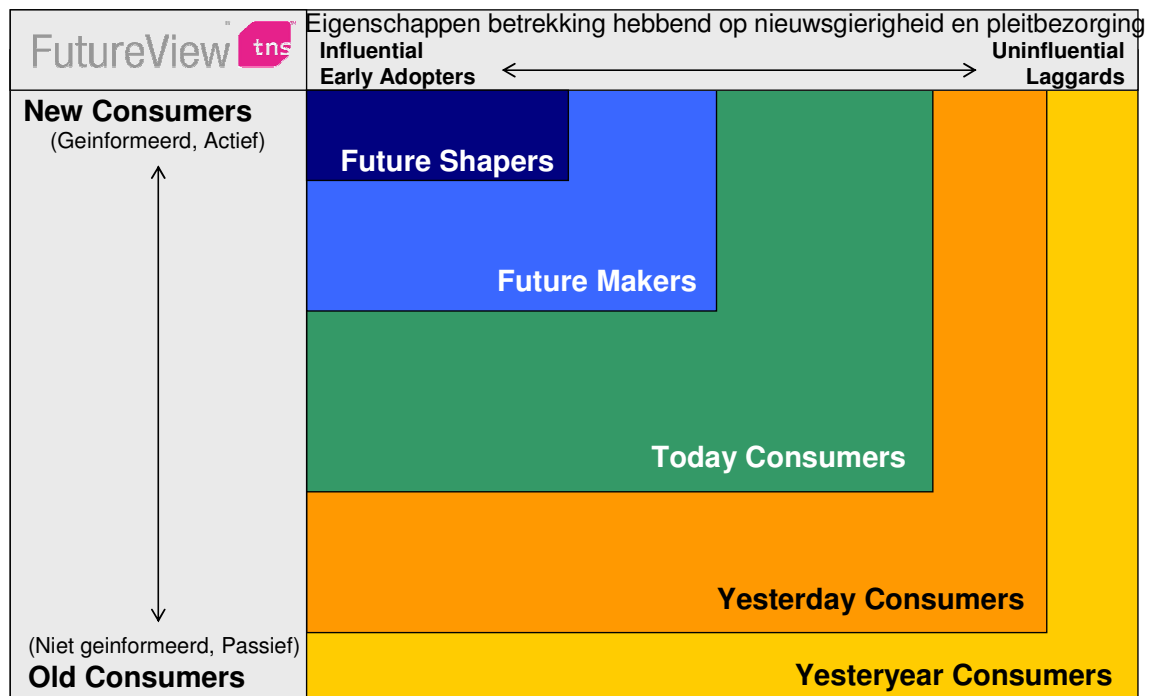 FutureView tns
Eigenschappen betrekking hebbend op nieuwsgierigheid en pleitbezorging
Influential
Early Adopters
Uninfluential
Laggards
New Consumers
(Geinformeerd, Actief)
Future Shapers
Future Makers
Today Consumers
Yesterday Consumers
(Niet geinformeerd, Passief)
Old Consumers
Yesteryear Consumers